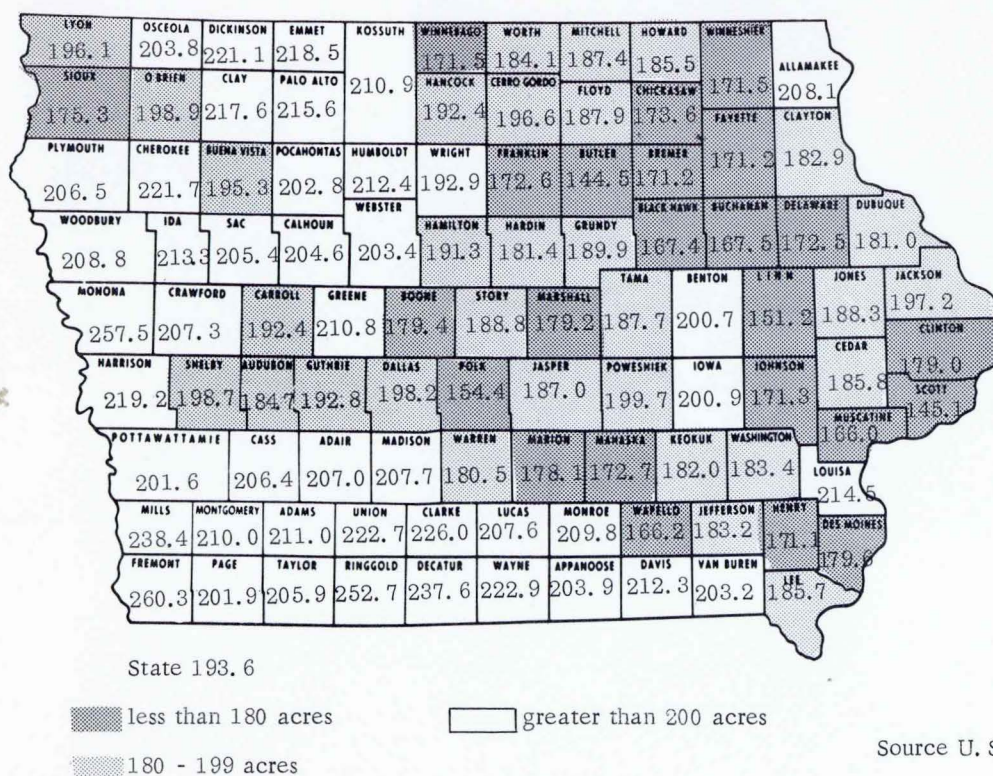 LYON OSCEOLA DICKINSON EMMET KOSSUTH WINNEBAGO WORTH MITCHELL HOWARD WINNESHIEK ALLAMAKEE
196.1 203.8 221.1 218.5 210.9 171.5 184.1 187.4 185.5 171.5 208.1
SIOUX O BRIEN CLAY PALO ALTO HANCOCK CERRO GORDO FLOYD CHICKASAW FAYETTE CLAYTON
175.3 198.9 217.6 215.6 192.4 196.6 187.9 173.6 171.2 182.9
PLYMOUTH CHEROKEE BUENA VISTA POCAHONTAS HUMBOLDT WRIGHT FRANKLIN BUTLER BREMER
206.5 221.7 195.3 202.8 212.4 192.9 172.6 144.5 171.2
WOODBURY IDA SAC CALHOUN WEBSTER HAMILTON HARDIN GRUNDY BLACK HAWK BUCHANAN DELAWARE DUBUQUE
208.8 213.3 205.4 204.6 203.4 191.3 181.4 189.9 167.4 167.5 172.5 181.0
MONONA CRAWFORD CARROLL GREENE BOONE STORY MARSHALL TAMA BENTON LINN JONES JACKSON
257.5 207.3 192.4 210.8 179.4 188.8 179.2 187.7 200.7 151.2 188.3 197.2
CLINTON
179.0
HARRISON SHELBY AUDUBON GUTHRIE DALLAS POLK JASPER POWESHIEK IOWA JOHNSON CEDAR SCOTT
219.2 198.7 184.7 192.8 198.2 154.4 187.0 199.7 200.9 171.3 185.8 145.1
MUSCATINE
166.0
POTTAWATTAMIE CASS ADAIR MADISON WARREN MARION MAHASKA KEOKUK WASHINGTON LOUISA
201.6 206.4 207.0 207.7 180.5 178.1 172.7 182.0 183.4 214.5
MILLS MONTGOMERY ADAMS UNION CLARKE LUCAS MONROE WAPELLO JEFFERSON HENRY DES MOINES
238.4 210.0 211.0 222.7 226.0 207.6 209.8 166.2 183.2 171.1 179.6
FREMONT PAGE TAYLOR RINGGOLD DECATUR WAYNE APPANOOSE DAVIS VAN BUREN LEE
260.3 201.9 205.9 252.7 237.6 222.9 203.9 212.3 203.2 185.7
State 193.6
less than 180 acres
greater than 200 acres
180 - 199 acres
Source U. S